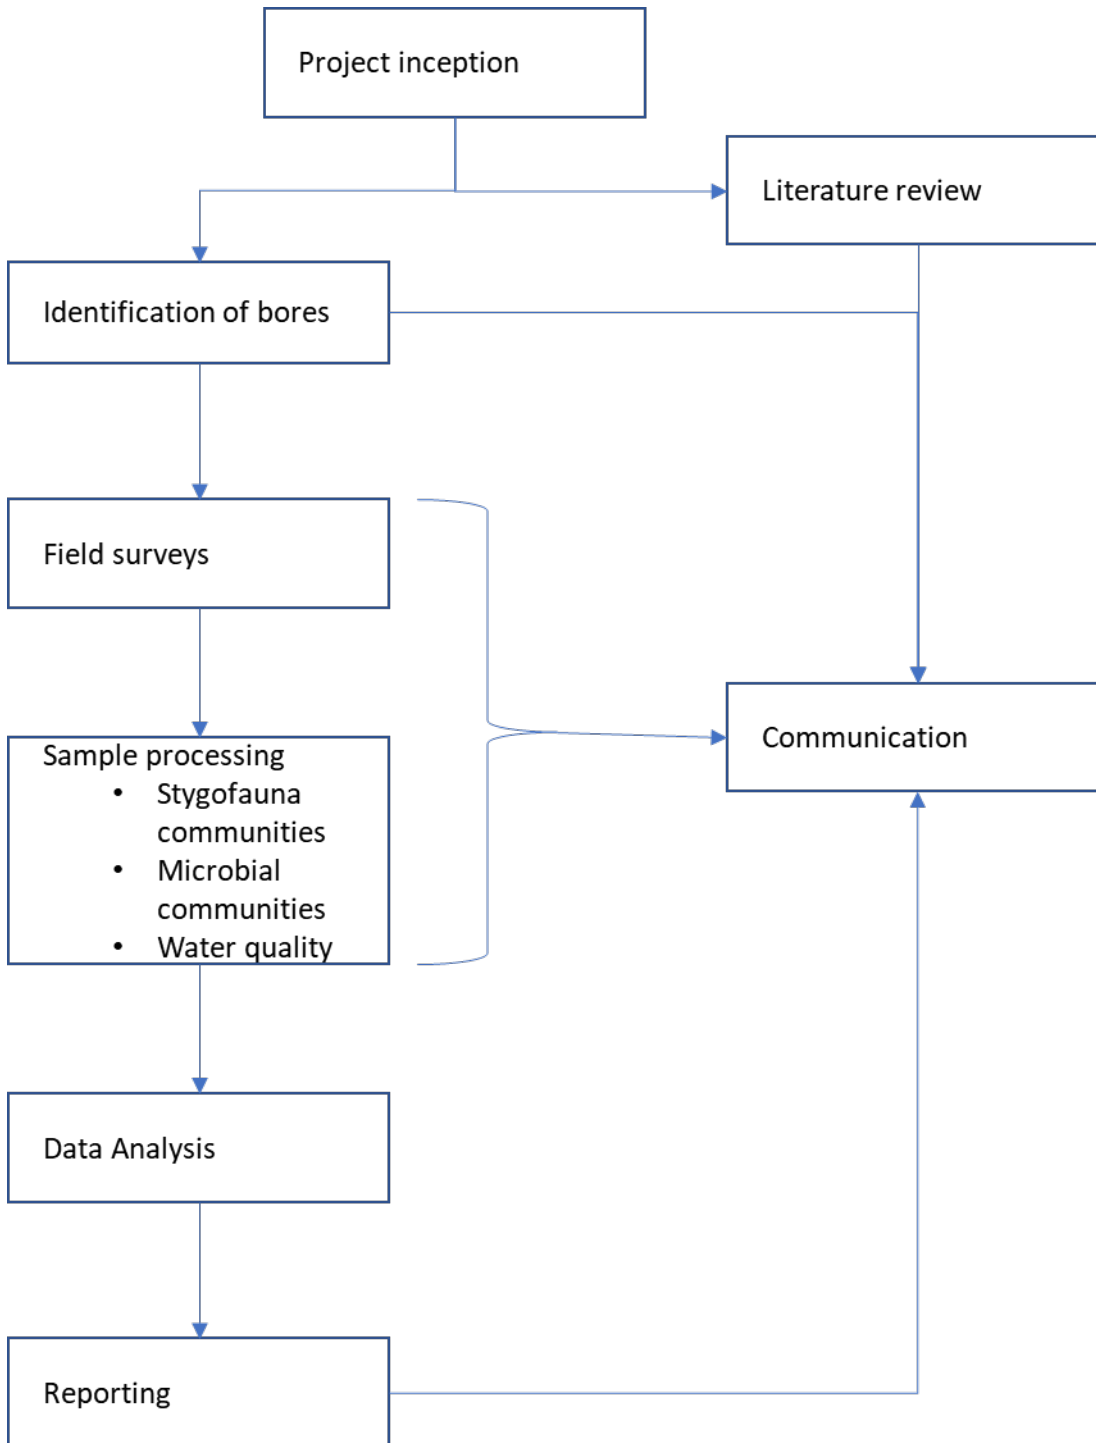 Project inception
Literature review
Identification of bores
Field surveys
Sample processing
• Stygofauna
communities
• Microbial
communities
• Water quality
Communication
Data Analysis
Reporting